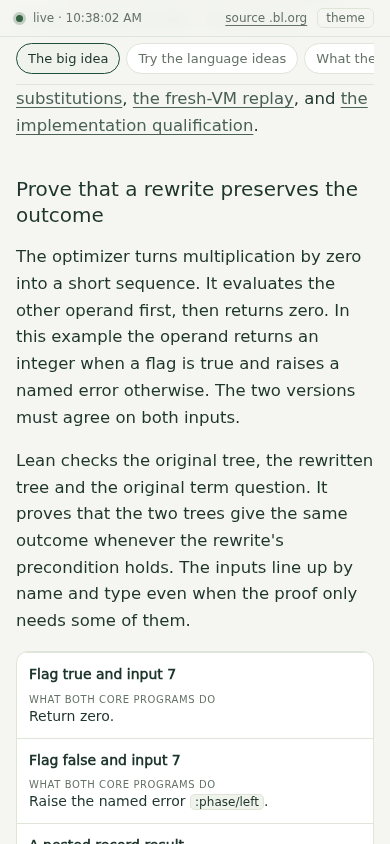 live · 10:38:02 AM
source .bl.org
theme
The big idea
Try the language ideas
What the
substitutions, the fresh-VM replay, and the
implementation qualification.
Prove that a rewrite preserves the
outcome
The optimizer turns multiplication by zero
into a short sequence. It evaluates the
other operand first, then returns zero. In
this example the operand returns an
integer when a flag is true and raises a
named error otherwise. The two versions
must agree on both inputs.
Lean checks the original tree, the rewritten
tree and the original term question. It
proves that the two trees give the same
outcome whenever the rewrite's
precondition holds. The inputs line up by
name and type even when the proof only
needs some of them.
Flag true and input 7
WHAT BOTH CORE PROGRAMS DO
Return zero.
Flag false and input 7
WHAT BOTH CORE PROGRAMS DO
Raise the named error :phase/left.
A nested record result